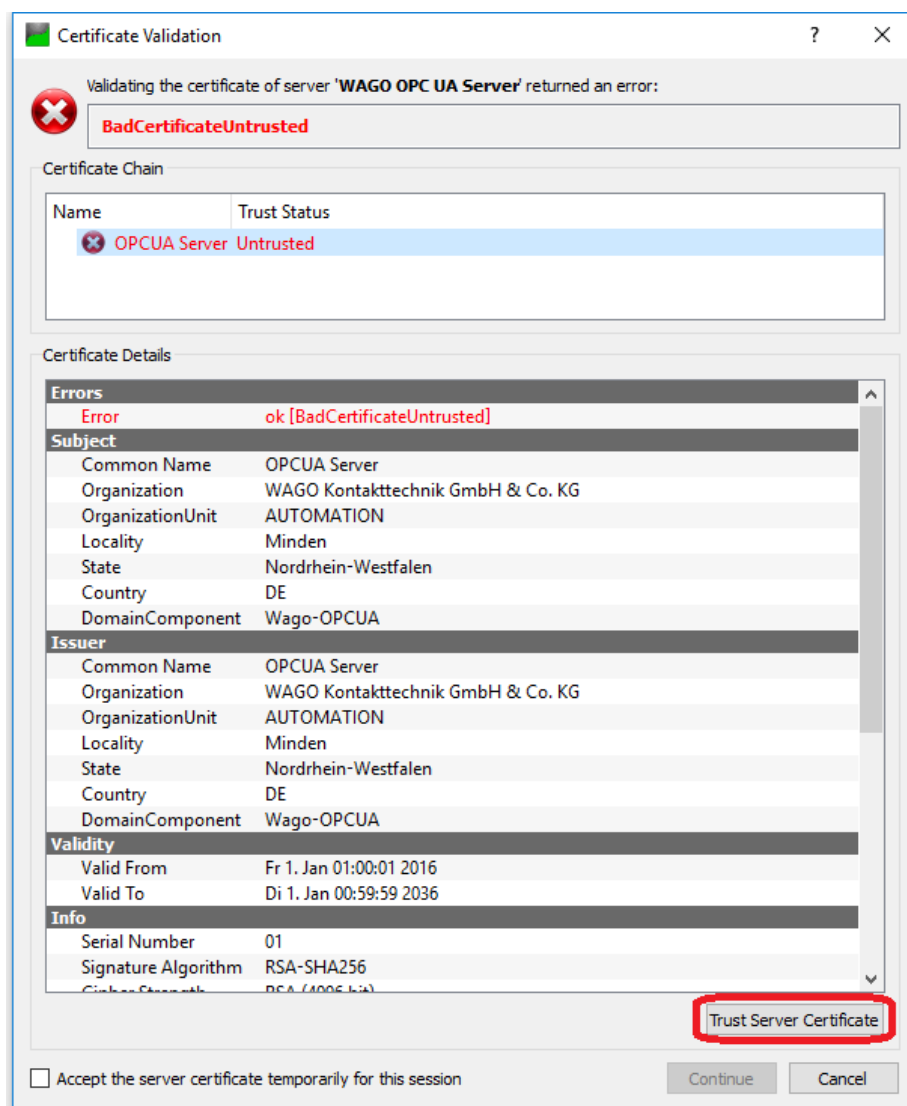 Certificate Validation
Validating the certificate of server 'WAGO OPC UA Server' returned an error:
BadCertificateUntrusted
Certificate Chain
Name Trust Status
OPCUA Server Untrusted
Certificate Details
Errors
Error ok [BadCertificateUntrusted]
Subject
Common Name OPCUA Server
Organization WAGO Kontakttechnik GmbH & Co. KG
OrganizationUnit AUTOMATION
Locality Minden
State Nordrhein-Westfalen
Country DE
DomainComponent Wago-OPCUA
Issuer
Common Name OPCUA Server
Organization WAGO Kontakttechnik GmbH & Co. KG
OrganizationUnit AUTOMATION
Locality Minden
State Nordrhein-Westfalen
Country DE
DomainComponent Wago-OPCUA
Validity
Valid From Fr 1. Jan 01:00:01 2016
Valid To Di 1. Jan 00:59:59 2036
Info
Serial Number 01
Signature Algorithm RSA-SHA256
Cipher Strength RSA (4096 bit)
Trust Server Certificate
Accept the server certificate temporarily for this session
Continue Cancel